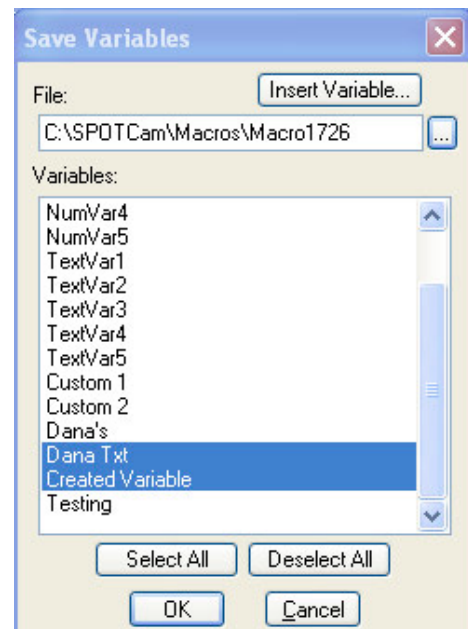 Save Variables
File:
Insert Variable...
C:\SPOTCam\Macros\Macro1726
...
Variables:
NumVar4
NumVar5
TextVar1
TextVar2
TextVar3
TextVar4
TextVar5
Custom 1
Custom 2
Dana's
Dana Txt
Created Variable
Testing
Select All
Deselect All
OK
Cancel